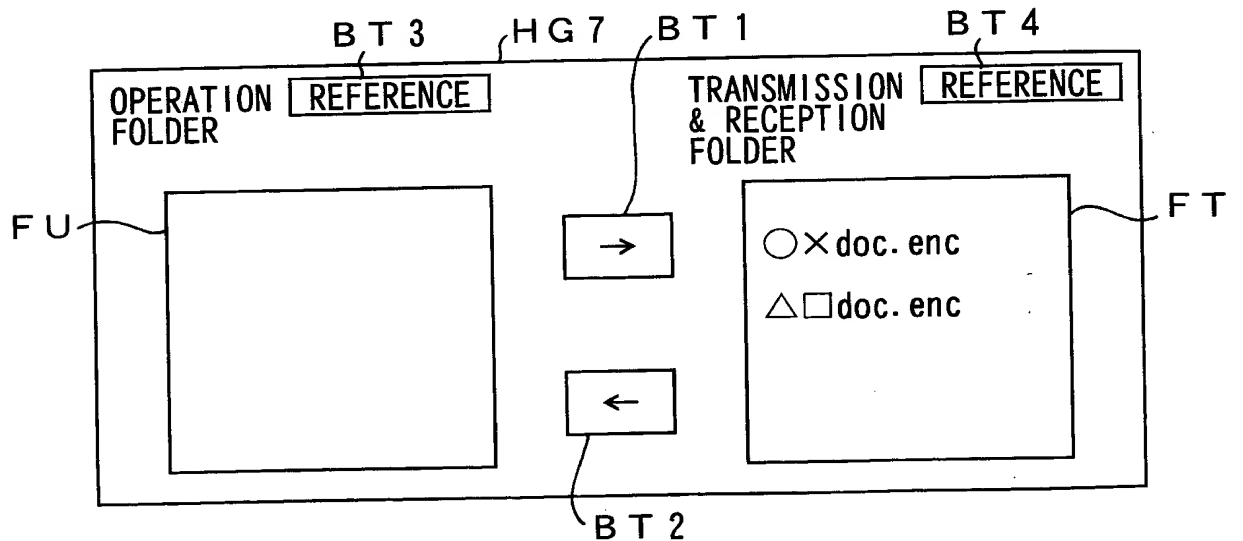 BT3
HG7
BT1
BT4
OPERATION
FOLDER
REFERENCE
TRANSMISSION
& RECEPTION
FOLDER
REFERENCE
FU
→
FT
○×doc.enc
△□doc.enc
←
BT2